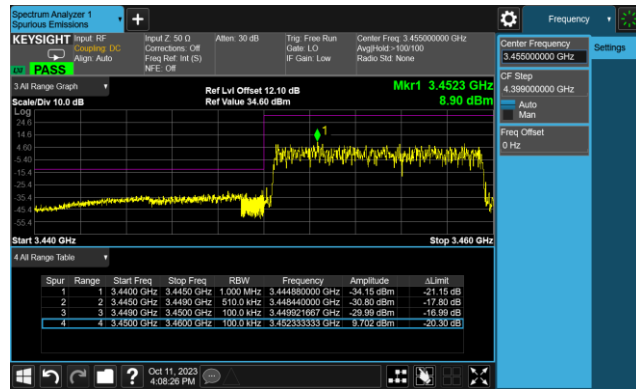 Spectrum Analyzer 1
Spurious Emissions
Frequency
KEYSIGHT
Input: RF
Coupling: DC
Align: Auto
Input Z: 50 Ω
Corrections: Off
Freq Ref: Int (S)
NFE: Off
Atten: 30 dB
Trig: Free Run
Gate: LO
IF Gain: Low
Center Freq: 3.455000000 GHz
Avg|Hold:>100/100
Radio Std: None
PASS
Center Frequency
3.455000000 GHz
Settings
CF Step
4.399000000 GHz
Auto
Man
Freq Offset
0 Hz
3 All Range Graph
Scale/Div 10.0 dB
Ref Lvl Offset 12.10 dB
Ref Value 34.60 dBm
Mkr1 3.4523 GHz
8.90 dBm
Log
24.6
14.6
4.60
-5.40
-15.4
-25.4
-35.4
-45.4
-55.4
1
Start 3.440 GHz
Stop 3.460 GHz
4 All Range Table
Spur Range Start Freq Stop Freq RBW Frequency Amplitude ΔLimit
1 1 3.4400 GHz 3.4450 GHz 1.000 MHz 3.444880000 GHz -34.15 dBm -21.15 dB
2 2 3.4450 GHz 3.4490 GHz 510.0 kHz 3.448440000 GHz -30.80 dBm -17.80 dB
3 3 3.4490 GHz 3.4500 GHz 100.0 kHz 3.449921667 GHz -29.99 dBm -16.99 dB
4 4 3.4500 GHz 3.4600 GHz 100.0 kHz 3.452333333 GHz 9.702 dBm -20.30 dB
Oct 11, 2023
4:08:26 PM